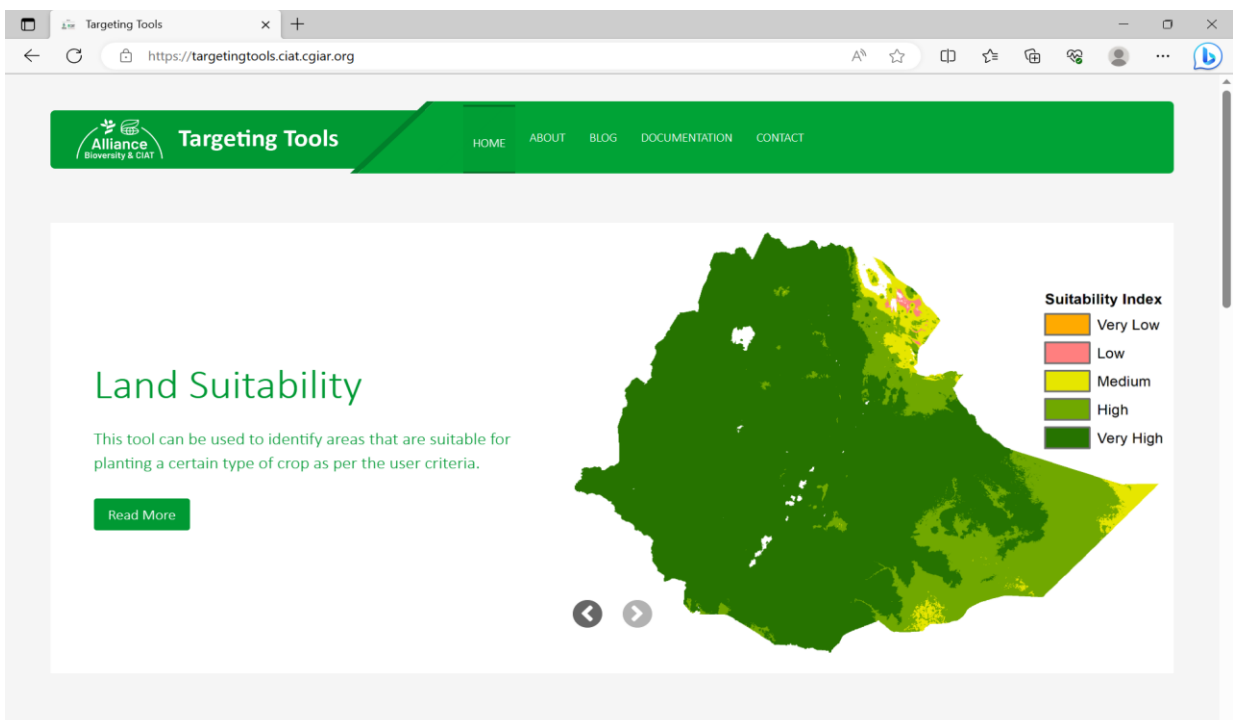 Targeting Tools
https://targetingtools.ciat.cgiar.org
Alliance
Bioversity & CIAT
Targeting Tools
HOME
ABOUT
BLOG
DOCUMENTATION
CONTACT
Land Suitability
This tool can be used to identify areas that are suitable for
planting a certain type of crop as per the user criteria.
Read More
Suitability Index
Very Low
Low
Medium
High
Very High